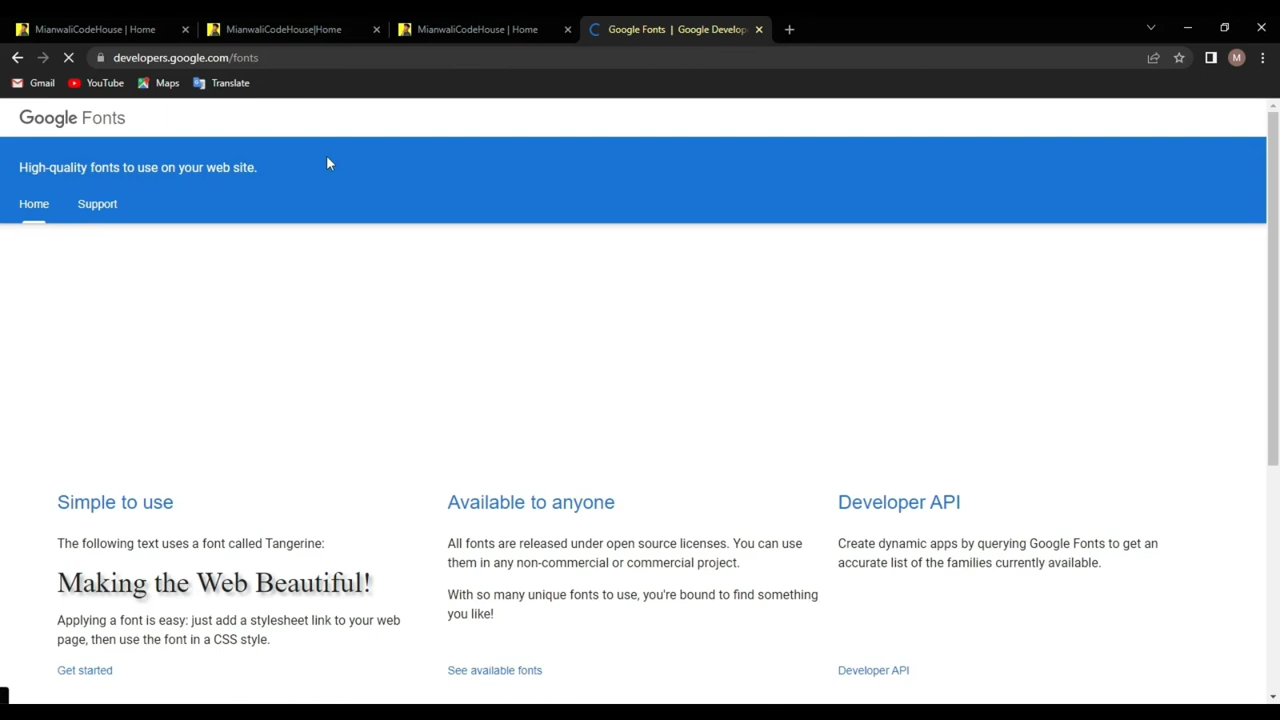 MianwaliCodeHouse | Home
MianwaliCodeHouse|Home
MianwaliCodeHouse | Home
Google Fonts | Google Develop
developers.google.com/fonts
M
Gmail
YouTube
Maps
Translate
Google Fonts
High-quality fonts to use on your web site.
Home
Support
Simple to use
The following text uses a font called Tangerine:
Making the Web Beautiful!
Applying a font is easy: just add a stylesheet link to your web
page, then use the font in a CSS style.
Get started
Available to anyone
All fonts are released under open source licenses. You can use
them in any non-commercial or commercial project.
With so many unique fonts to use, you're bound to find something
you like!
See available fonts
Developer API
Create dynamic apps by querying Google Fonts to get an
accurate list of the families currently available.
Developer API